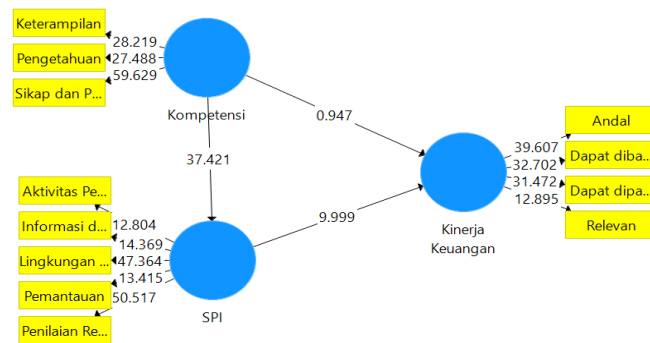 Keterampilan
28.219
Pengetahuan
27.488
59.629
Sikap dan P...
Kompetensi
0.947
37.421
9.999
Andal
39.607
Dapat diba...
32.702
31.472
Dapat dipa...
12.895
Relevan
Kinerja
Keuangan
Aktivitas Pe...
12.804
Informasi d...
14.369
Lingkungan ...
47.364
13.415
Pemantauan
50.517
Penilaian Re...
SPI